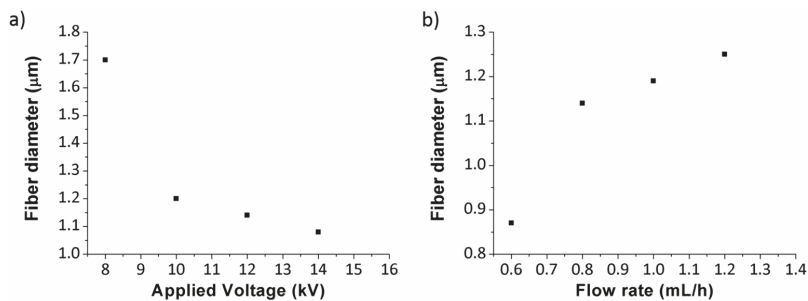 a)
Fiber diameter (µm)
1.8
1.7
1.6
1.5
1.4
1.3
1.2
1.1
1.0
8 9 10 11 12 13 14 15 16
Applied Voltage (kV)
b)
Fiber diameter (µm)
1.3
1.2
1.1
1.0
0.9
0.8
0.6 0.7 0.8 0.9 1.0 1.1 1.2 1.3 1.4
Flow rate (mL/h)